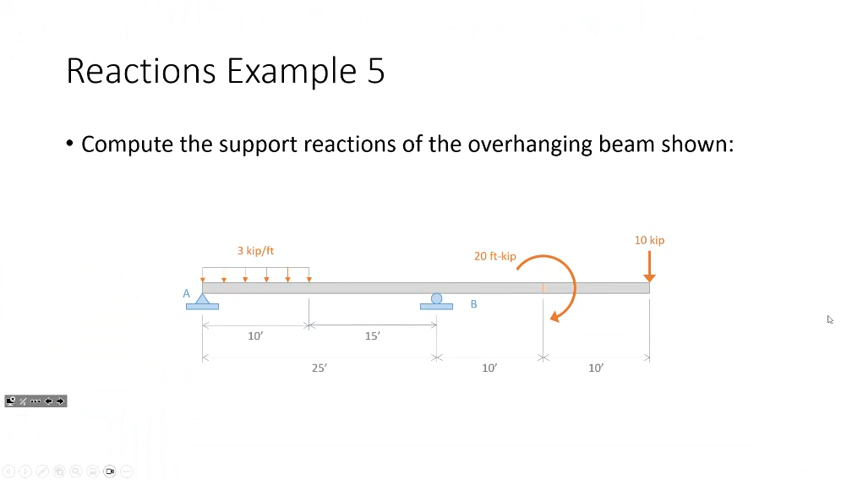 Reactions Example 5
• Compute the support reactions of the overhanging beam shown:
10 kip
3 kip/ft
20 ft-kip
A
B
10’
15’
25’
10’
10’